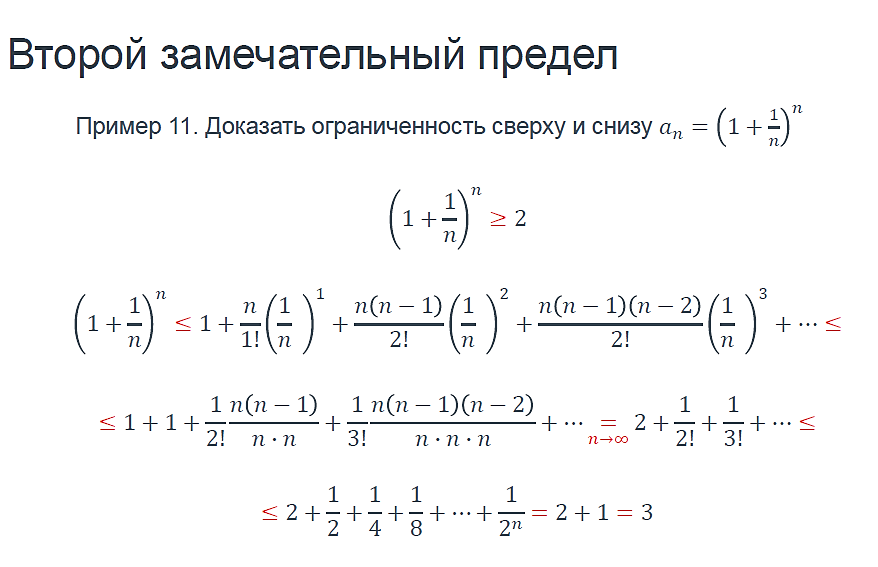 Второй замечательный предел
Пример 11. Доказать ограниченность сверху и снизу $a_n = \left(1 + \frac{1}{n}\right)^n$
$\left(1 + \frac{1}{n}\right)^n \geq 2$
$\left(1 + \frac{1}{n}\right)^n \leq 1 + \frac{n}{1!}\left(\frac{1}{n}\right)^1 + \frac{n(n-1)}{2!}\left(\frac{1}{n}\right)^2 + \frac{n(n-1)(n-2)}{2!}\left(\frac{1}{n}\right)^3 + \cdots \leq$
$\leq 1 + 1 + \frac{1}{2!}\frac{n(n-1)}{n \cdot n} + \frac{1}{3!}\frac{n(n-1)(n-2)}{n \cdot n \cdot n} + \cdots \underset{n \to \infty}{=} 2 + \frac{1}{2!} + \frac{1}{3!} + \cdots \leq$
$\leq 2 + \frac{1}{2} + \frac{1}{4} + \frac{1}{8} + \cdots + \frac{1}{2^n} = 2 + 1 = 3$